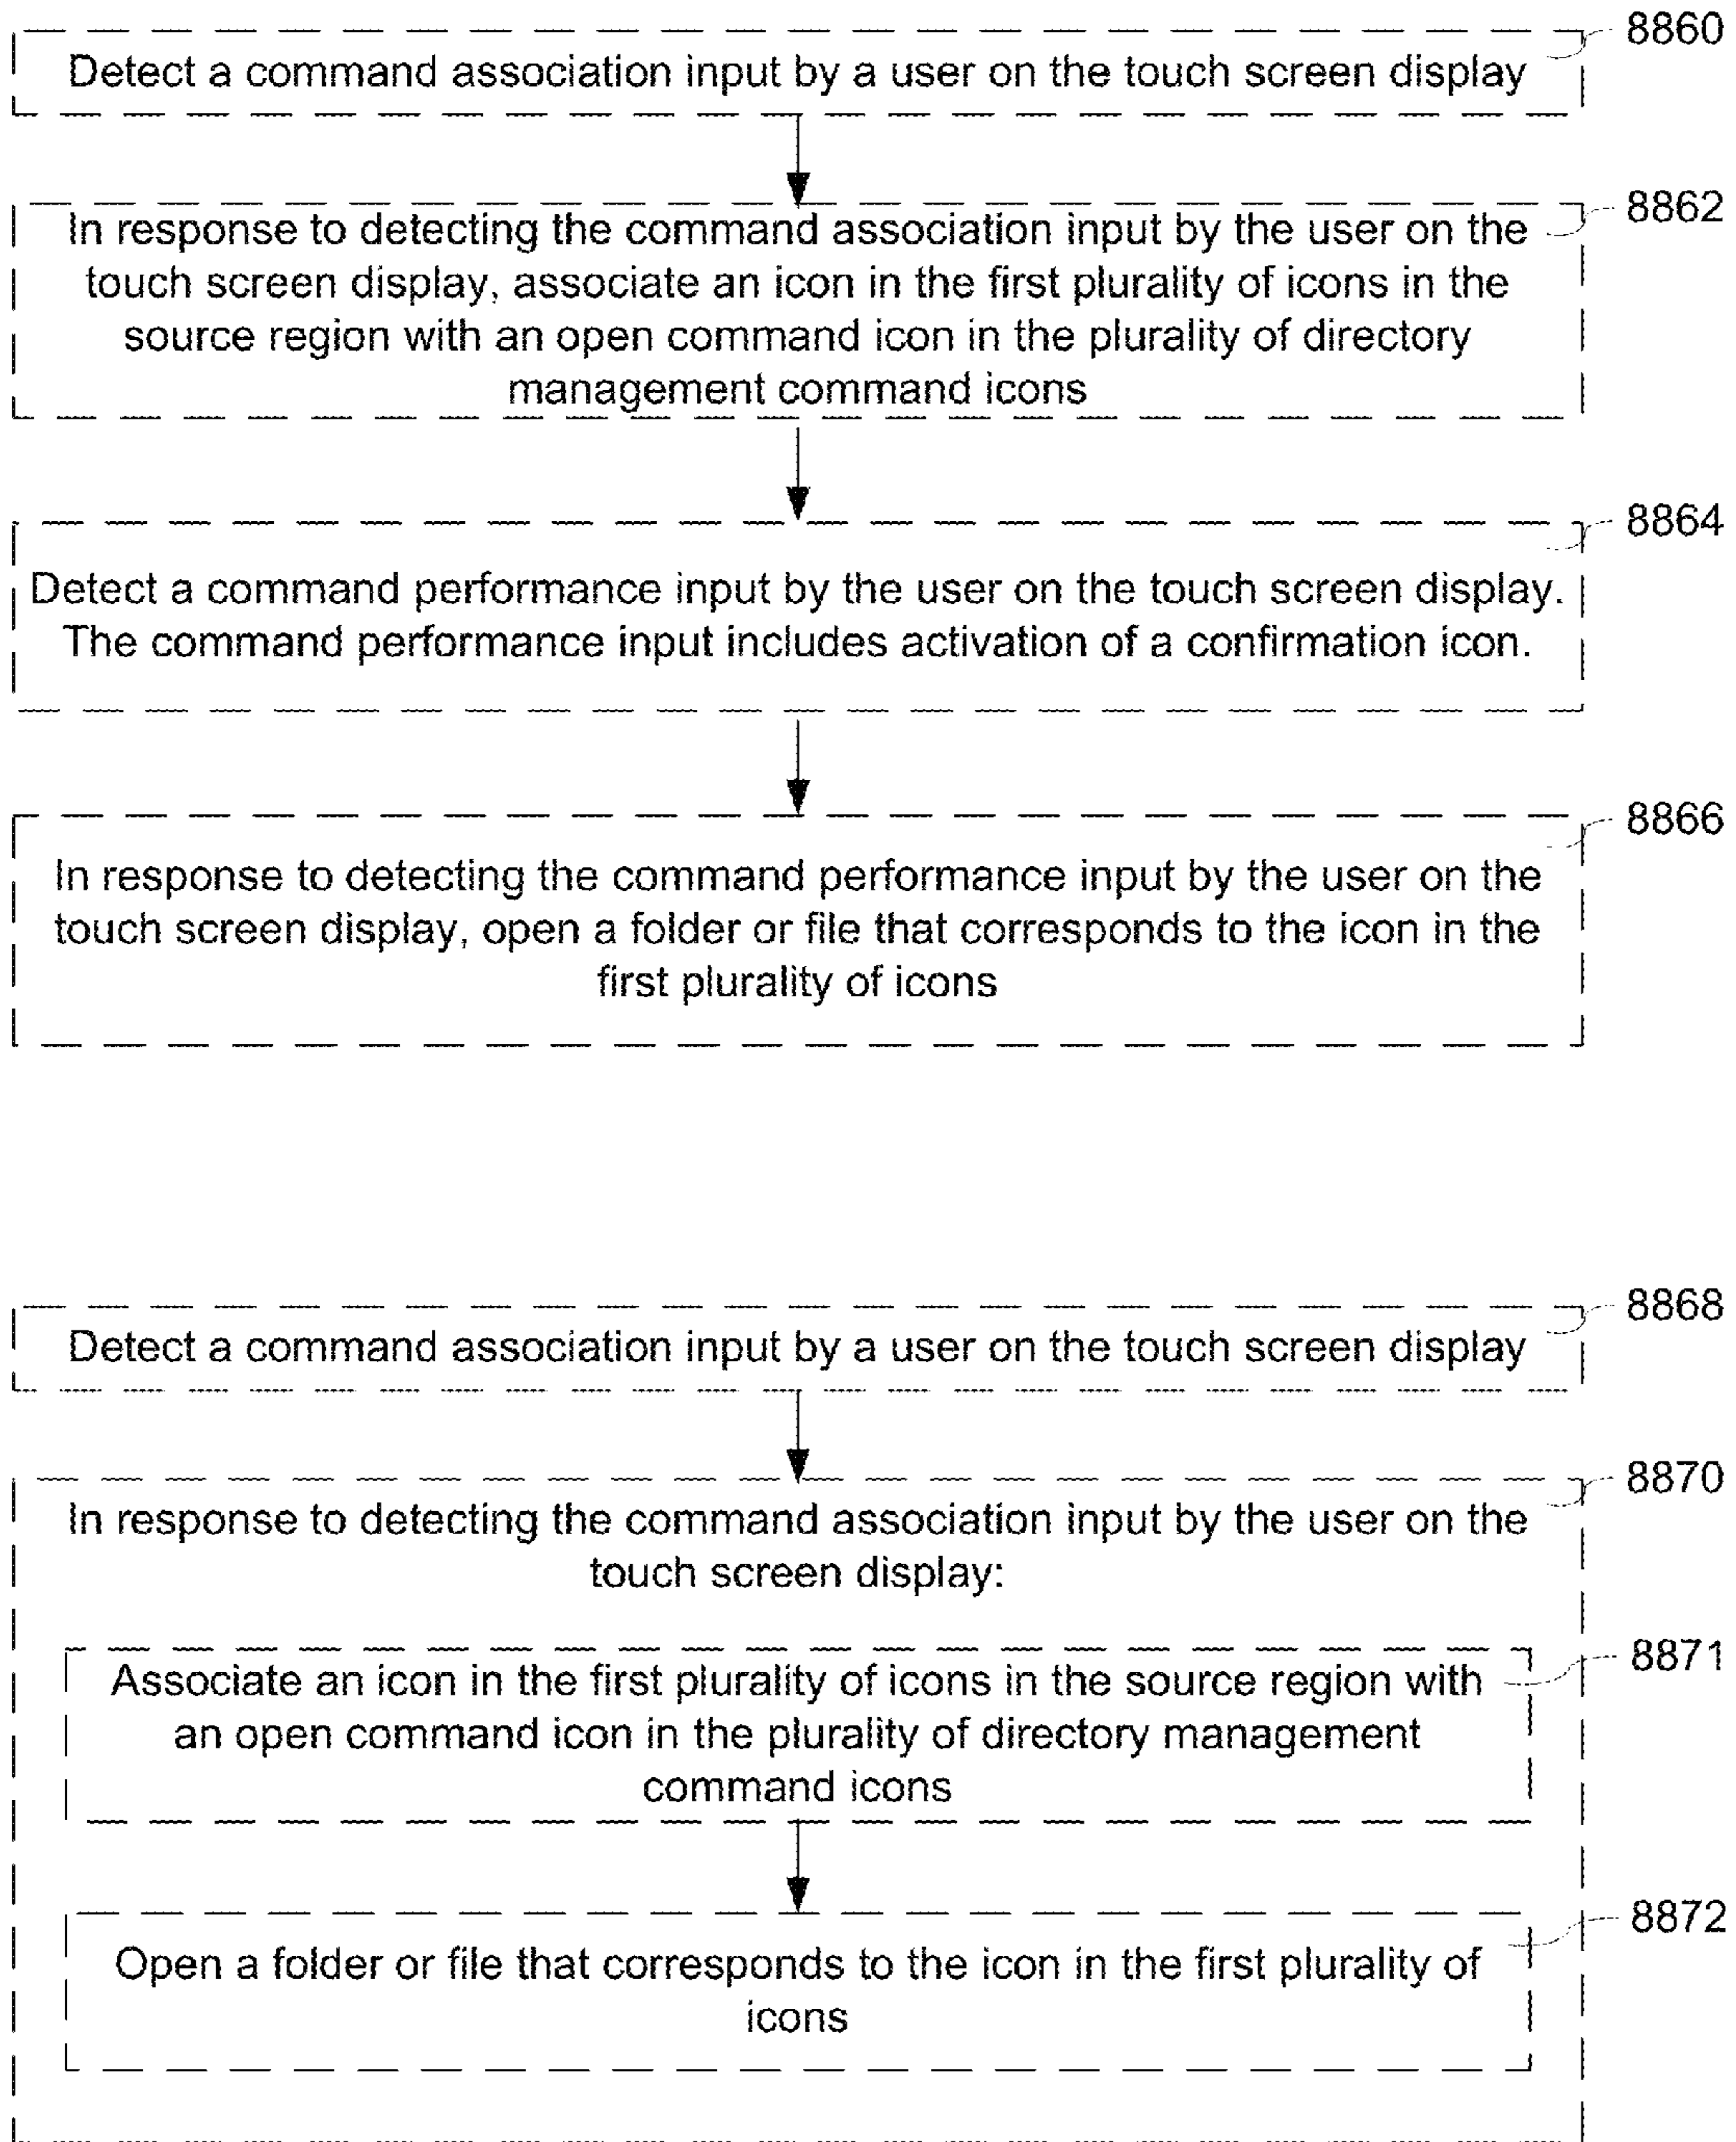 8860
Detect a command association input by a user on the touch screen display
8862
In response to detecting the command association input by the user on the
touch screen display, associate an icon in the first plurality of icons in the
source region with an open command icon in the plurality of directory
management command icons
8864
Detect a command performance input by the user on the touch screen display.
The command performance input includes activation of a confirmation icon.
8866
In response to detecting the command performance input by the user on the
touch screen display, open a folder or file that corresponds to the icon in the
first plurality of icons
8868
Detect a command association input by a user on the touch screen display
8870
In response to detecting the command association input by the user on the
touch screen display:
8871
Associate an icon in the first plurality of icons in the source region with
an open command icon in the plurality of directory management
command icons
8872
Open a folder or file that corresponds to the icon in the first plurality of
icons